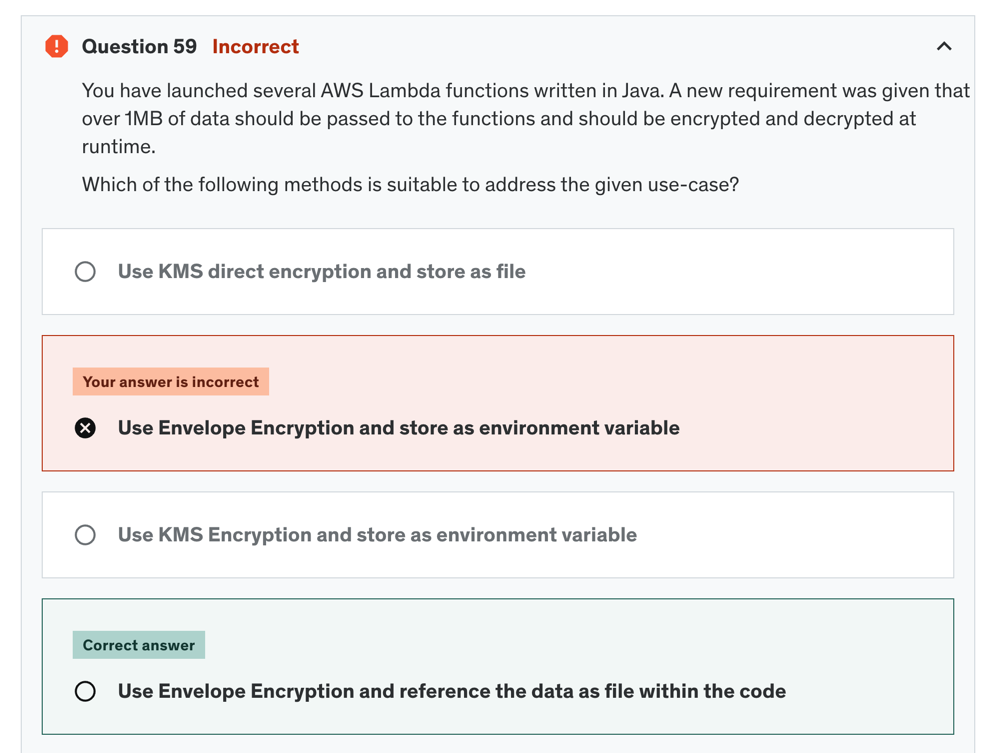 Question 59 Incorrect
You have launched several AWS Lambda functions written in Java. A new requirement was given that
over 1MB of data should be passed to the functions and should be encrypted and decrypted at
runtime.
Which of the following methods is suitable to address the given use-case?
Use KMS direct encryption and store as file
Your answer is incorrect
Use Envelope Encryption and store as environment variable
Use KMS Encryption and store as environment variable
Correct answer
Use Envelope Encryption and reference the data as file within the code